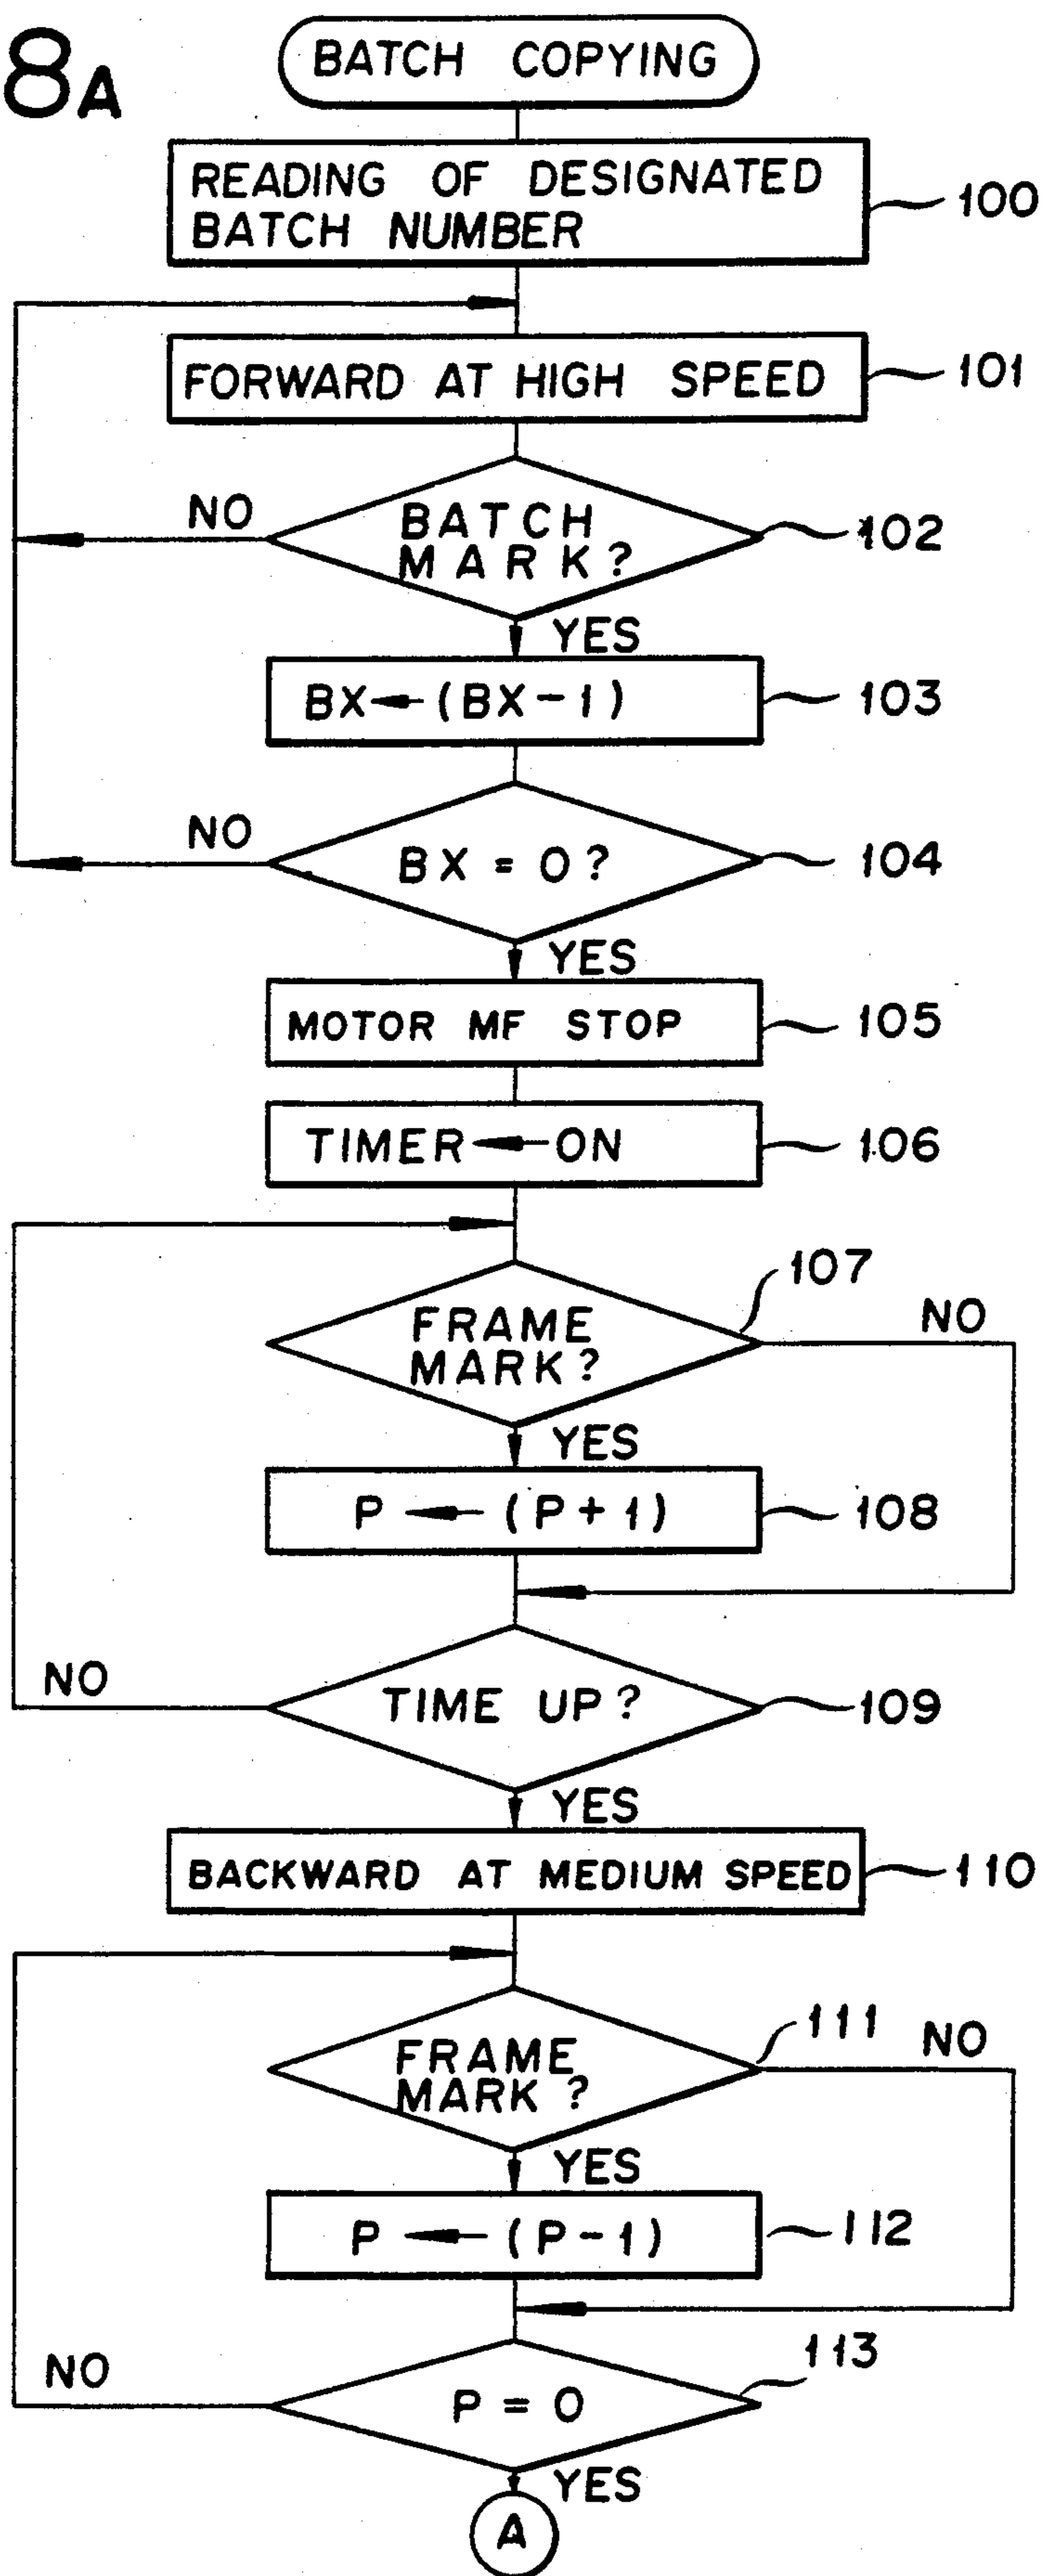 8A
BATCH COPYING
READING OF DESIGNATED
BATCH NUMBER
100
FORWARD AT HIGH SPEED
101
BATCH
MARK?
102
NO
YES
BX←(BX-1)
103
BX = 0?
104
NO
YES
MOTOR MF STOP
105
TIMER←ON
106
FRAME
MARK?
107
NO
YES
P ← (P+1)
108
TIME UP?
109
NO
YES
BACKWARD AT MEDIUM SPEED
110
FRAME
MARK?
111
NO
YES
P ← (P-1)
112
P = 0
113
NO
YES
A